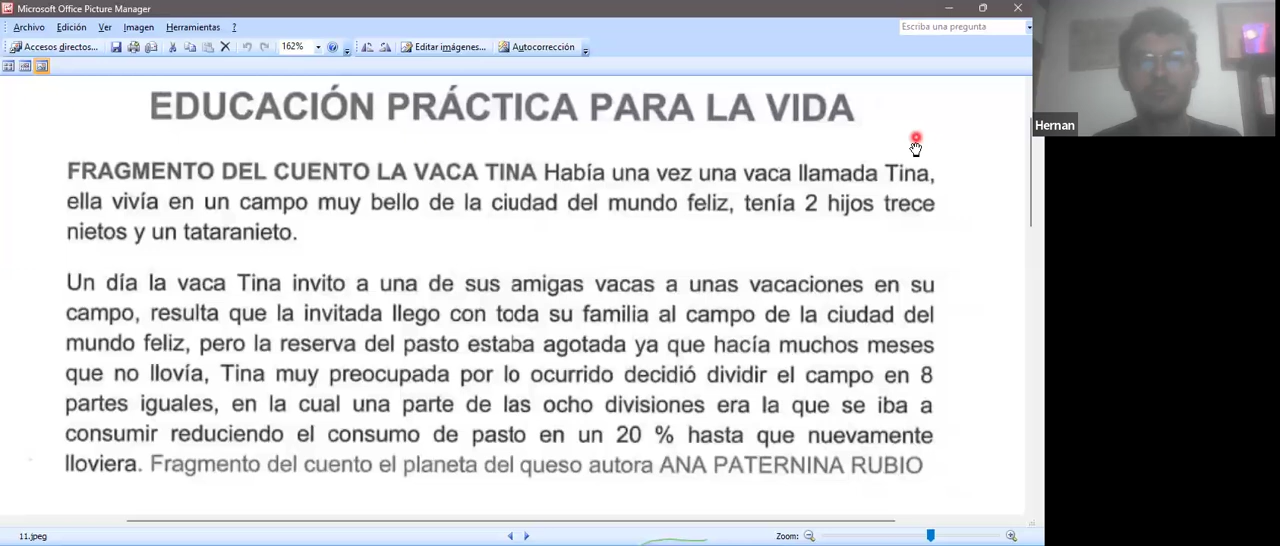 Microsoft Office Picture Manager
Archivo Edición Ver Imagen Herramientas ?
Escriba una pregunta
Accesos directos... 162% Editar imágenes... Autocorrección
EDUCACIÓN PRÁCTICA PARA LA VIDA
Hernan
FRAGMENTO DEL CUENTO LA VACA TINA Había una vez una vaca llamada Tina,
ella vivía en un campo muy bello de la ciudad del mundo feliz, tenía 2 hijos trece
nietos y un tataranieto.
Un día la vaca Tina invito a una de sus amigas vacas a unas vacaciones en su
campo, resulta que la invitada llego con toda su familia al campo de la ciudad del
mundo feliz, pero la reserva del pasto estaba agotada ya que hacía muchos meses
que no llovía, Tina muy preocupada por lo ocurrido decidió dividir el campo en 8
partes iguales, en la cual una parte de las ocho divisiones era la que se iba a
consumir reduciendo el consumo de pasto en un 20 % hasta que nuevamente
lloviera. Fragmento del cuento el planeta del queso autora ANA PATERNINA RUBIO
11.jpeg
Zoom: